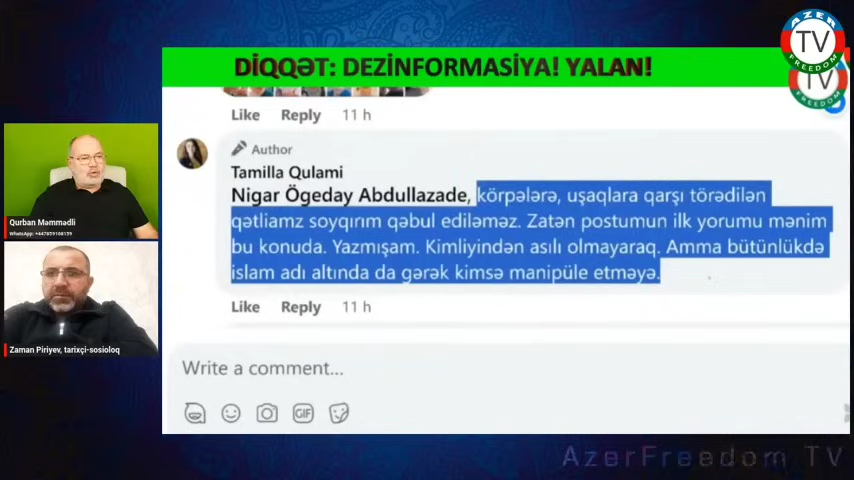 AZER
TV
FREEDOM
TV
FREEDOM
DİQQƏT: DEZİNFORMASİYA! YALAN!
Like Reply 11 h
Author
Tamilla Qulami
Nigar Ögeday Abdullazade, körpələrə, uşaqlara qarşı törədilən
qətliamz soyqırım qəbul ediləməz. Zatən postumun ilk yorumu mənim
bu konuda. Yazmışam. Kimliyindən asılı olmayaraq. Amma bütünlükdə
islam adı altında da gərək kimsə manipüle etməyə.
Like Reply 11 h
Write a comment...
GIF
Qurban Məmmədli
Zaman Piriyev, tarixçi-sosioloq
AzerFreedom TV